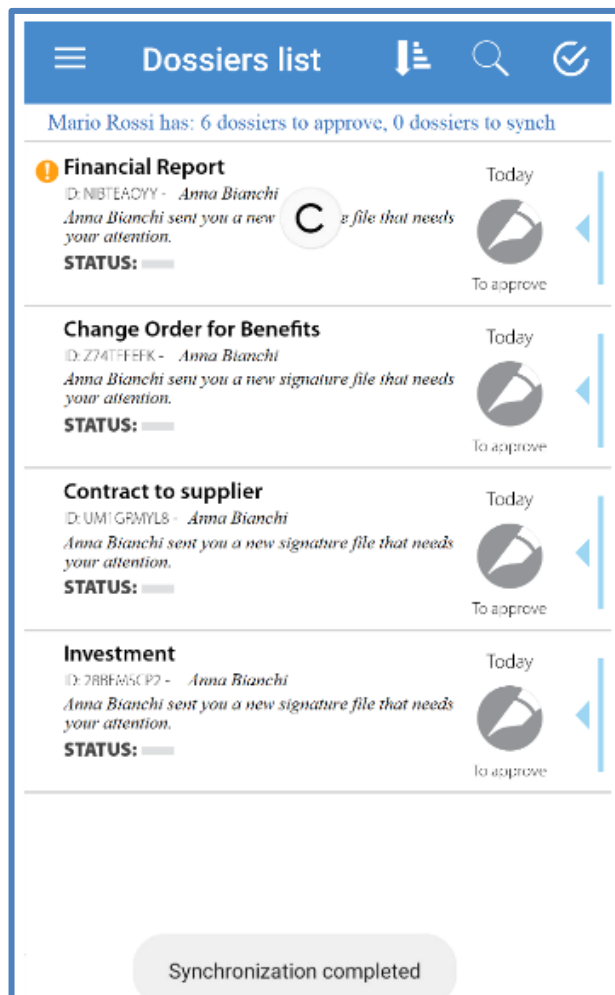 Dossiers list
Mario Rossi has: 6 dossiers to approve, 0 dossiers to synch
Financial Report
Today
ID: NIBTEAOYY - Anna Bianchi
Anna Bianchi sent you a new file that needs
your attention.
STATUS:
To approve
Change Order for Benefits
Today
ID: Z74TFEFK - Anna Bianchi
Anna Bianchi sent you a new signature file that needs
your attention.
STATUS:
To approve
Contract to supplier
Today
ID: UM1GRMYL8 - Anna Bianchi
Anna Bianchi sent you a new signature file that needs
your attention.
STATUS:
To approve
Investment
Today
ID: - Anna Bianchi
Anna Bianchi sent you a new signature file that needs
your attention.
STATUS:
To approve
Synchronization completed